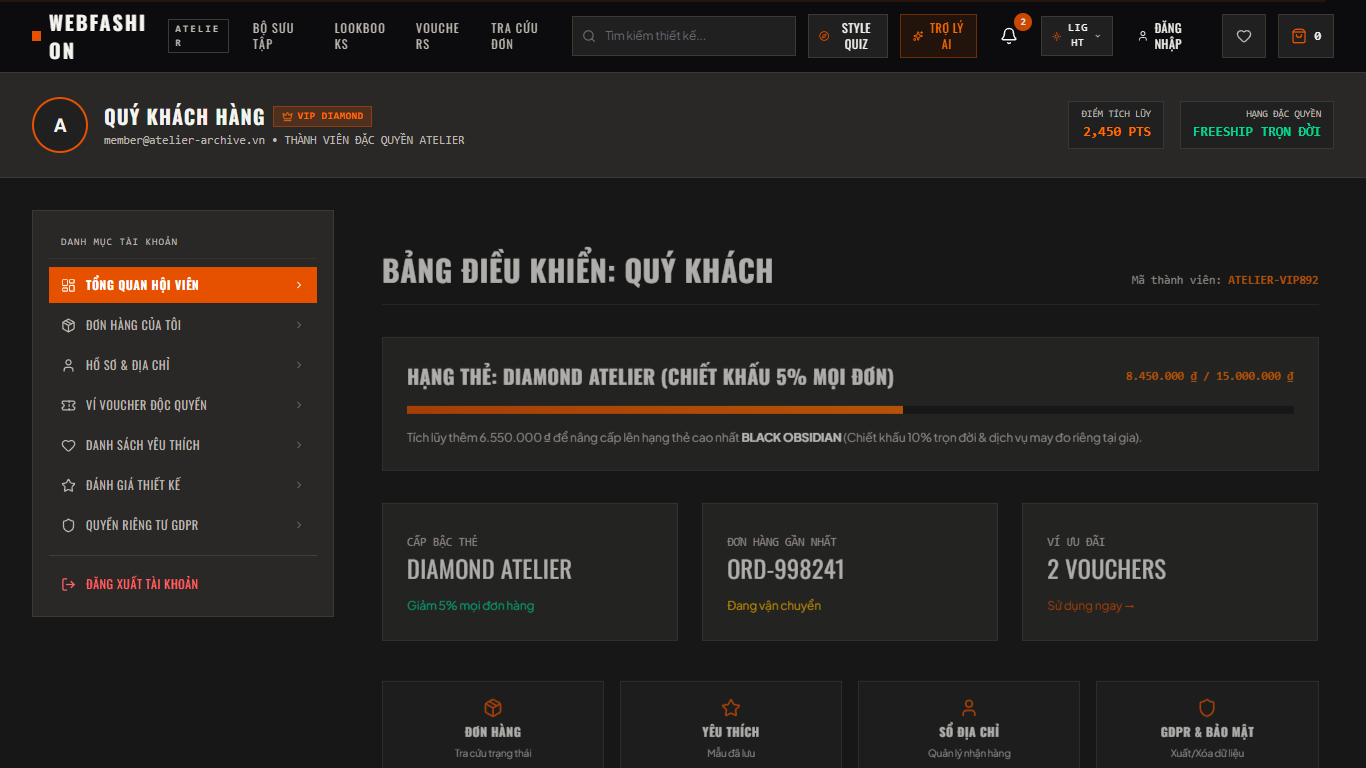 WEBFASHI
ON
ATELIE
R
BỘ SƯU
TẬP
LOOKBOO
KS
VOUCHE
RS
TRA CỨU
ĐƠN
Tìm kiếm thiết kế...
STYLE
QUIZ
TRỢ LÝ
AI
2
LIG
HT
ĐĂNG
NHẬP
0
A
QUÝ KHÁCH HÀNG
VIP DIAMOND
member@atelier-archive.vn • THÀNH VIÊN ĐẶC QUYỀN ATELIER
ĐIỂM TÍCH LŨY
2,450 PTS
HẠNG ĐẶC QUYỀN
FREESHIP TRỌN ĐỜI
DANH MỤC TÀI KHOẢN
TỔNG QUAN HỘI VIÊN
ĐƠN HÀNG CỦA TÔI
HỒ SƠ & ĐỊA CHỈ
VÍ VOUCHER ĐỘC QUYỀN
DANH SÁCH YÊU THÍCH
ĐÁNH GIÁ THIẾT KẾ
QUYỀN RIÊNG TƯ GDPR
ĐĂNG XUẤT TÀI KHOẢN
BẢNG ĐIỀU KHIỂN: QUÝ KHÁCH
Mã thành viên: ATELIER-VIP892
HẠNG THẺ: DIAMOND ATELIER (CHIẾT KHẤU 5% MỌI ĐƠN)
8.450.000 ₫ / 15.000.000 ₫
Tích lũy thêm 6.550.000 ₫ để nâng cấp lên hạng thẻ cao nhất BLACK OBSIDIAN (Chiết khấu 10% trọn đời & dịch vụ may đo riêng tại gia).
CẤP BẬC THẺ
DIAMOND ATELIER
Giảm 5% mọi đơn hàng
ĐƠN HÀNG GẦN NHẤT
ORD-998241
Đang vận chuyển
VÍ ƯU ĐÃI
2 VOUCHERS
Sử dụng ngay →
ĐƠN HÀNG
Tra cứu trạng thái
YÊU THÍCH
Mẫu đã lưu
SỔ ĐỊA CHỈ
Quản lý nhận hàng
GDPR & BẢO MẬT
Xuất/Xóa dữ liệu